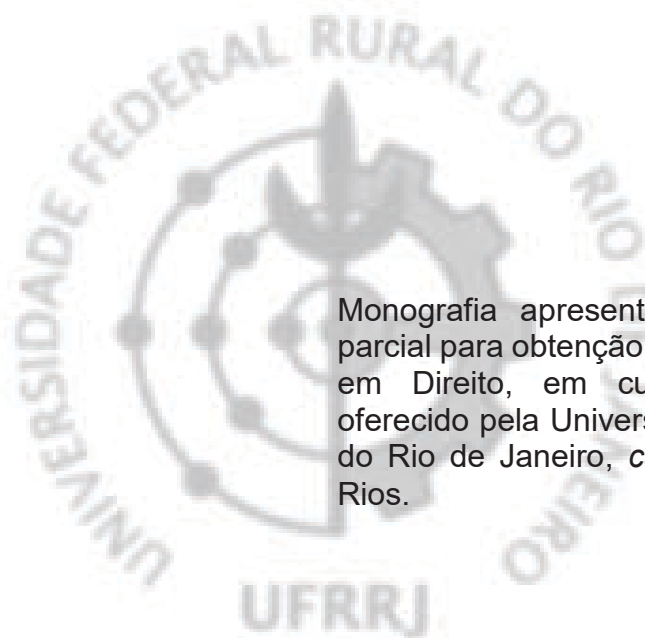 UNIVERSIDADE FEDERAL RURAL DO RIO DE JANEIRO
Monografia apresent
parcial para obtenção
em Direito, em cu
oferecido pela Univers
do Rio de Janeiro, c
Rios.
UFRRJ